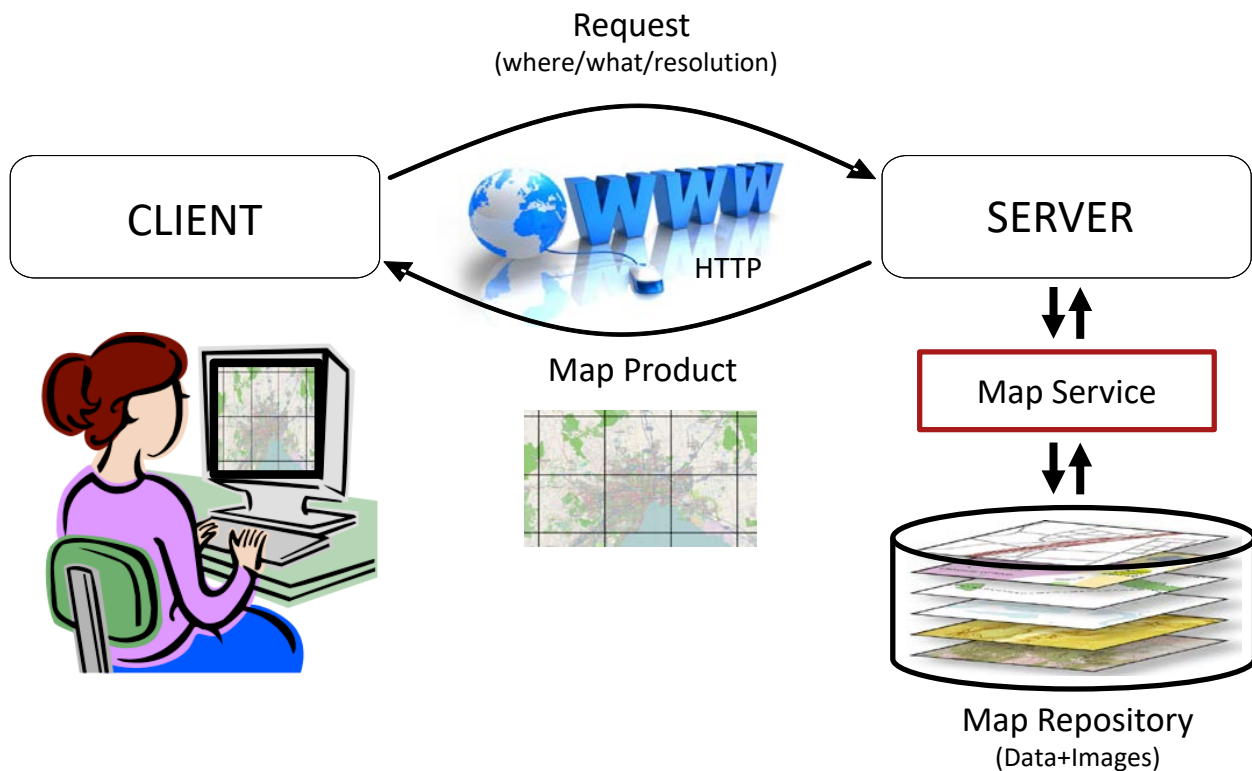 Request
(where/what/resolution)
CLIENT
WWW
HTTP
SERVER
Map Product
Map Service
Map Repository
(Data+Images)